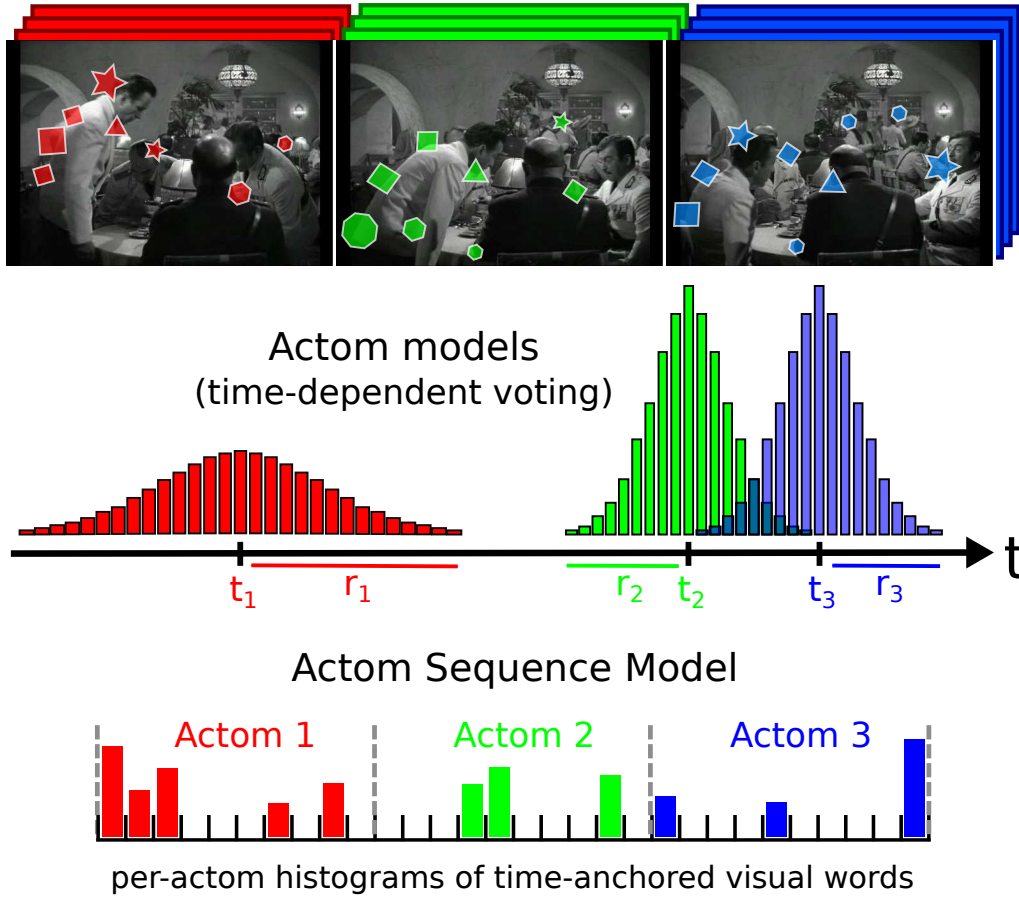 Actom models
(time-dependent voting)
t
t₁ r₁ r₂ t₂ t₃ r₃
Actom Sequence Model
Actom 1 Actom 2 Actom 3
per-actom histograms of time-anchored visual words